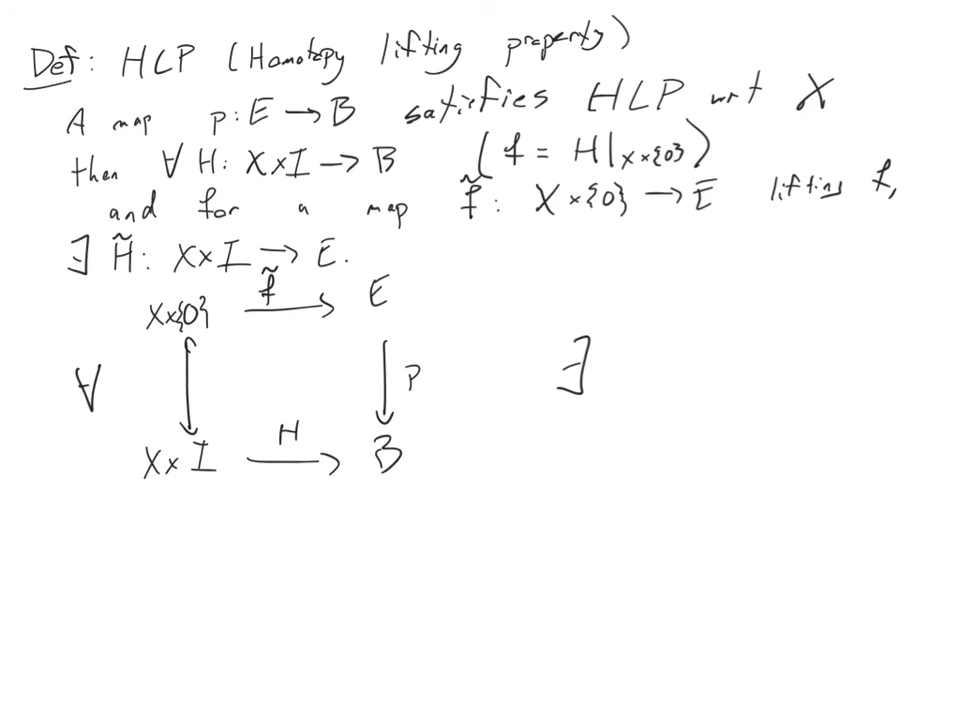 Def: HLP (Homotopy lifting property)
A map p: E → B satisfies HLP wrt X
then ∀ H: X×I → B (f = H|X×{0})
and for a map f̃: X×{0} → E lifting f,
∃ H̃: X×I → E.
X×{0} f̃ E
∀ P ∃
X×I H B